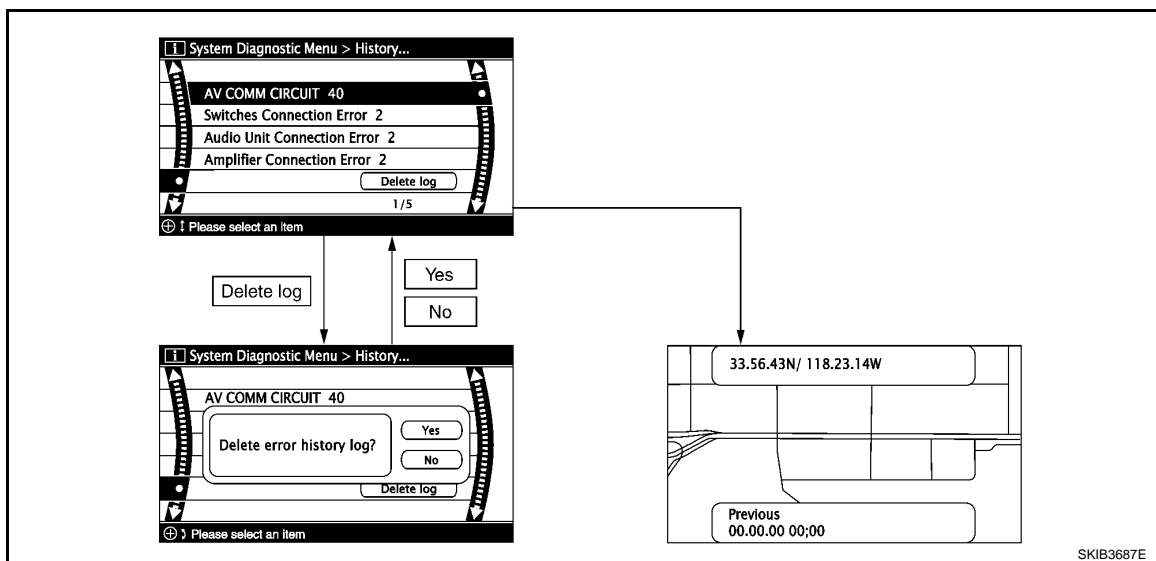 i System Diagnostic Menu > History...
AV COMM CIRCUIT 40
Switches Connection Error 2
Audio Unit Connection Error 2
Amplifier Connection Error 2
Delete log
1/5
Please select an item
Delete log
Yes
No
i System Diagnostic Menu > History...
AV COMM CIRCUIT 40
Delete error history log?
Yes
No
Delete log
Please select an item
33.56.43N/ 118.23.14W
Previous
00.00.00 00;00
SKIB3687E